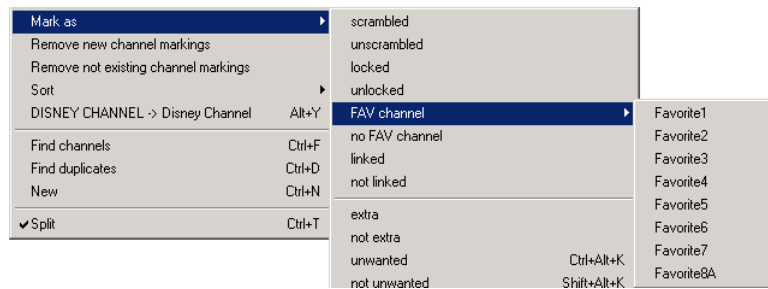 Mark as
Remove new channel markings
Remove not existing channel markings
Sort
DISNEY CHANNEL -> Disney Channel Alt+Y
Find channels Ctrl+F
Find duplicates Ctrl+D
New Ctrl+N
Split Ctrl+T
scrambled
unscrambled
locked
unlocked
FAV channel
no FAV channel
linked
not linked
extra
not extra
unwanted Ctrl+Alt+K
not unwanted Shift+Alt+K
Favorite1
Favorite2
Favorite3
Favorite4
Favorite5
Favorite6
Favorite7
Favorite8A